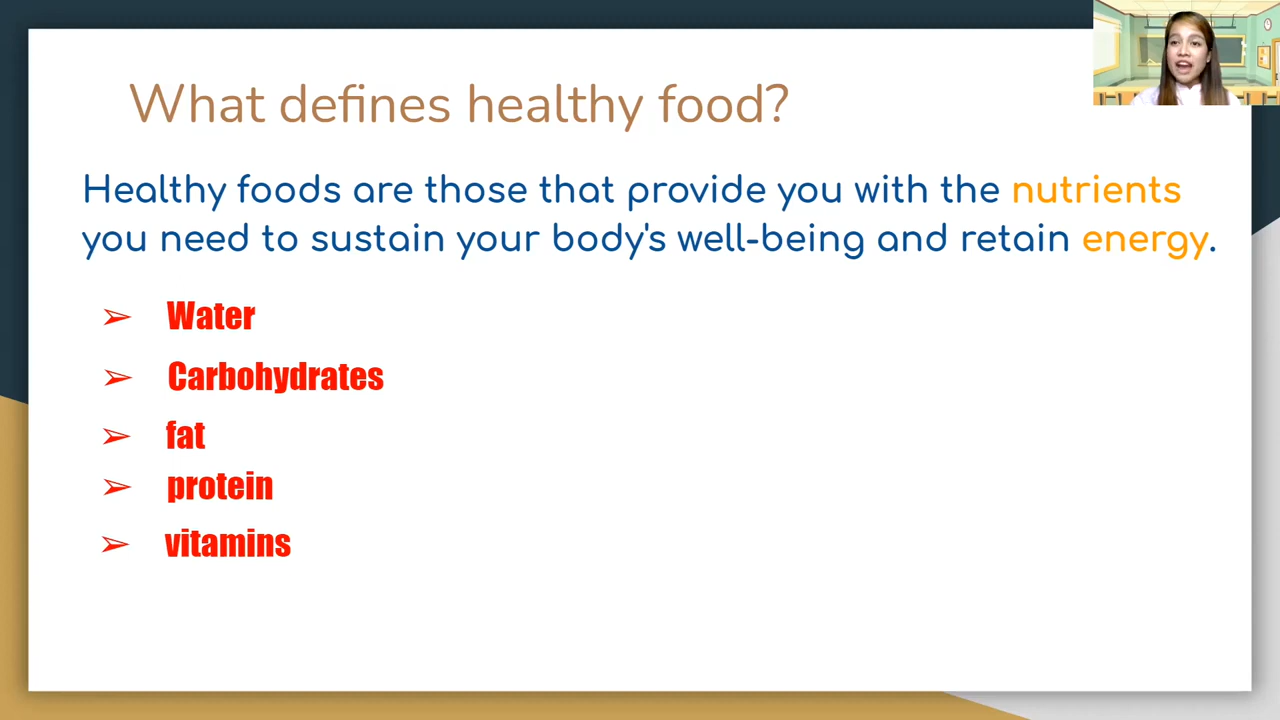 What defines healthy food?
Healthy foods are those that provide you with the nutrients
you need to sustain your body's well-being and retain energy.
➢ Water
➢ Carbohydrates
➢ fat
➢ protein
➢ vitamins